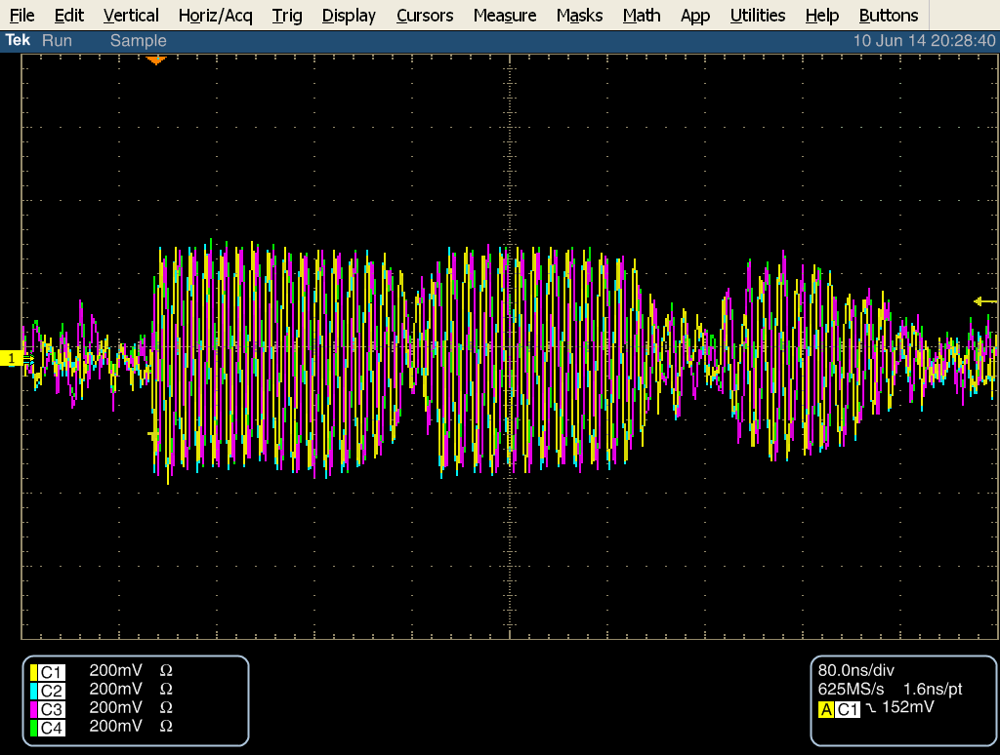 File Edit Vertical Horiz/Acq Trig Display Cursors Measure Masks Math App Utilities Help Buttons
Tek Run Sample 10 Jun 14 20:28:40
1
C1 200mV Ω
C2 200mV Ω
C3 200mV Ω
C4 200mV Ω
80.0ns/div
625MS/s 1.6ns/pt
A C1 152mV